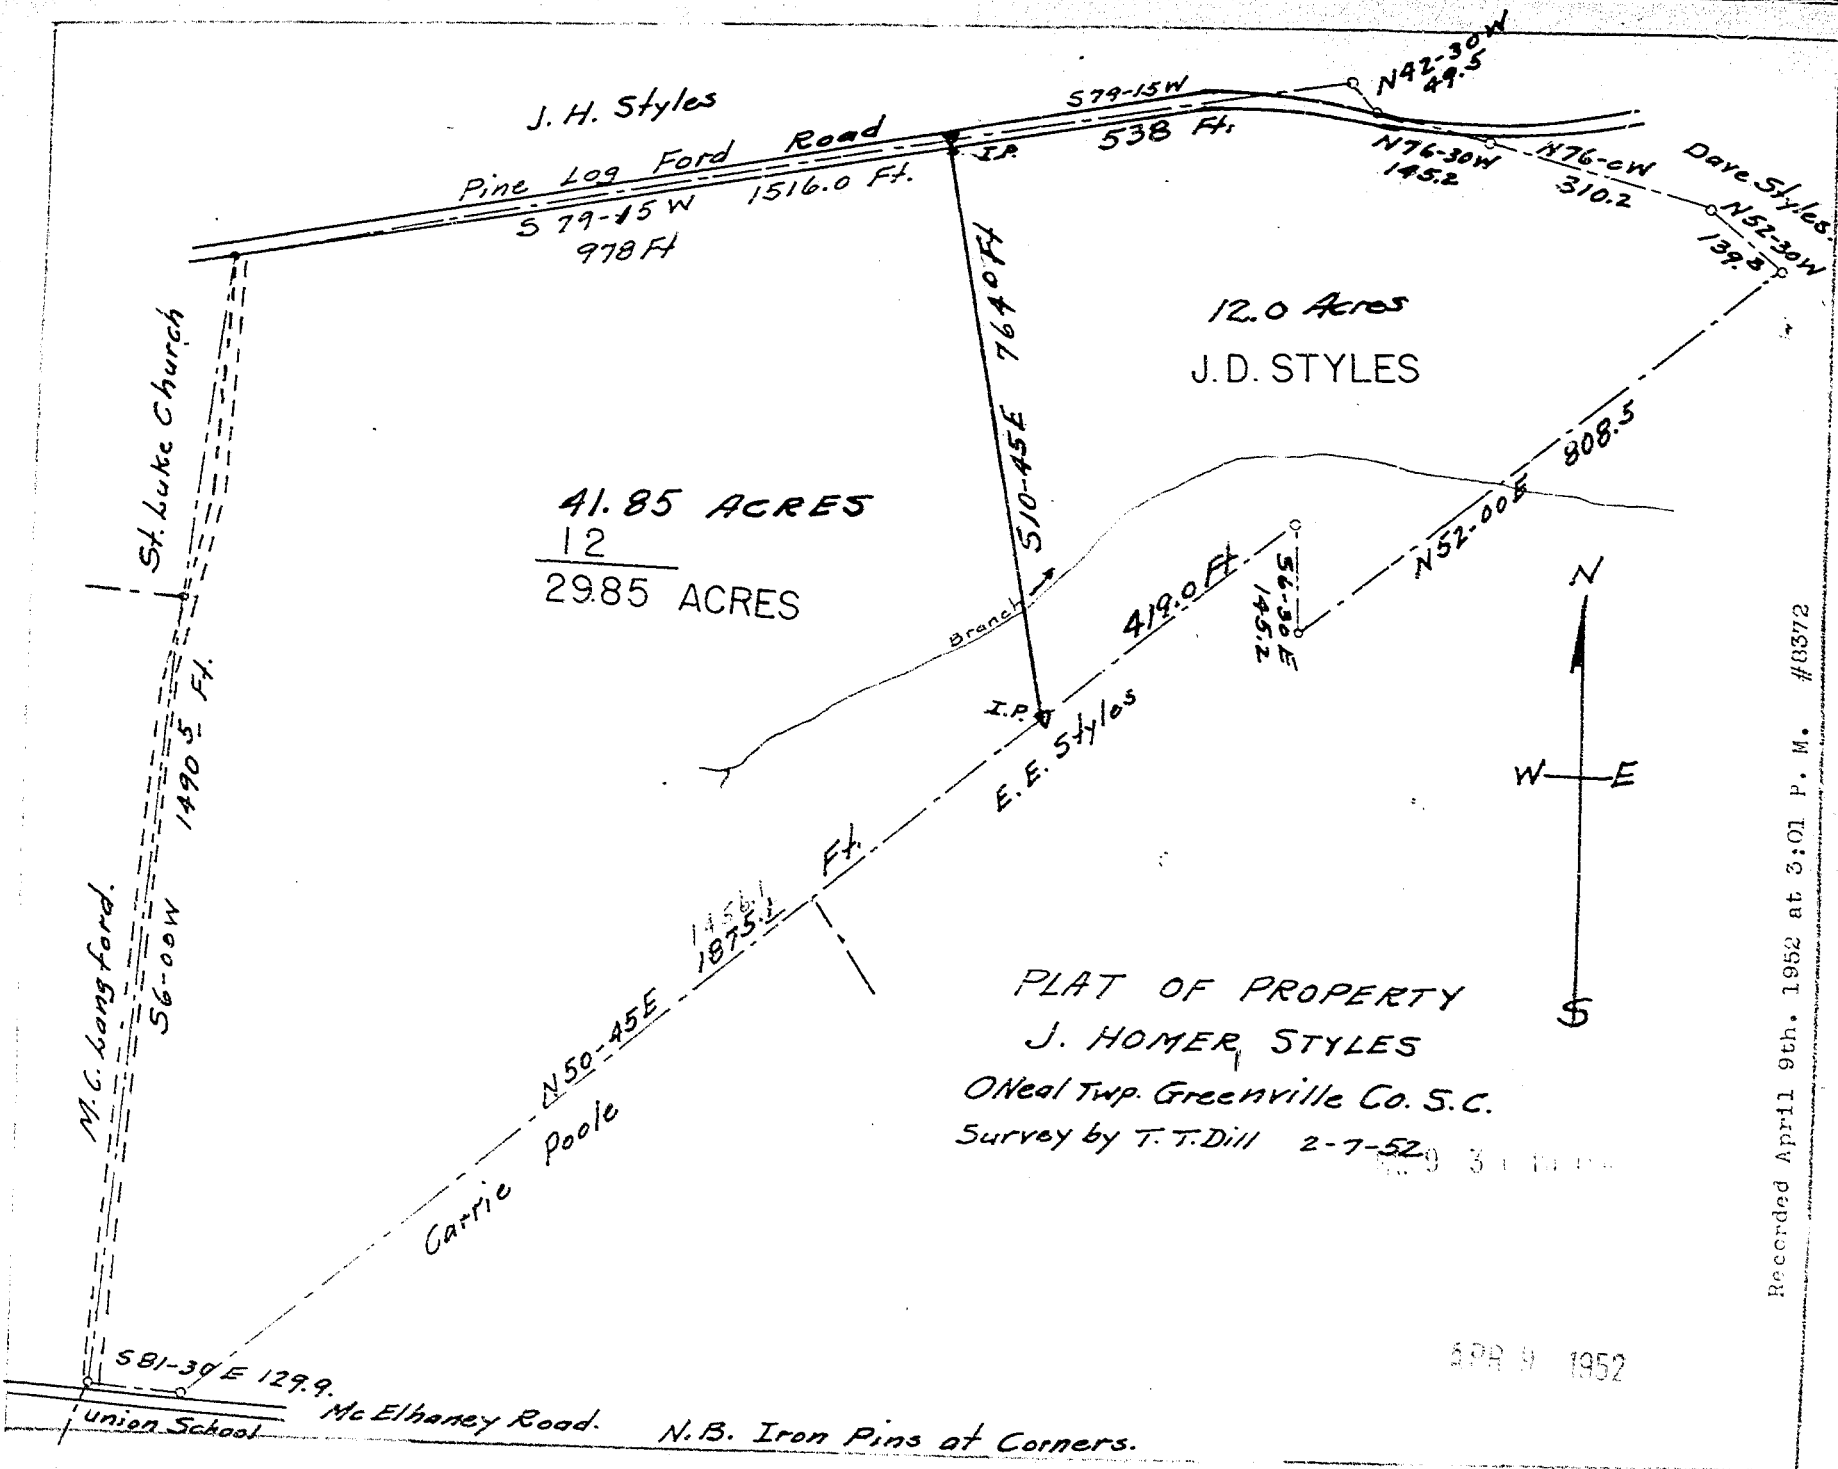 N42-30W
49.5
J. H. Styles
S79-15W
538 Ft.
Pine Log Ford Road
I.P.
1516.0 Ft.
S 79-15 W
978 Ft
N76-30W
145.2
N76-0W
310.2
Dave Styles.
N52-30W
139.8
St. Luke Church
S10-45E 764.0 Ft
12.0 Acres
J.D. STYLES
808.5
N52-00E
41.85 ACRES
12
29.85 ACRES
Branch
419.0 Ft
S6-30E
145.2
I.P.
E.E. Styles
N
W E
S
1490.5 Ft.
S6-00W
M.C. Langford.
Ft.
1456.1
1875.1
N50-45E
Carrie Poole
PLAT OF PROPERTY
J. HOMER STYLES
ONeal Twp. Greenville Co. S.C.
Survey by T. T. Dill 2-7-52
Recorded April 9th. 1952 at 3:01 P. M. #8372
APR 9 1952
S81-30E 129.9.
McElhaney Road.
Union School
N.B. Iron Pins at Corners.